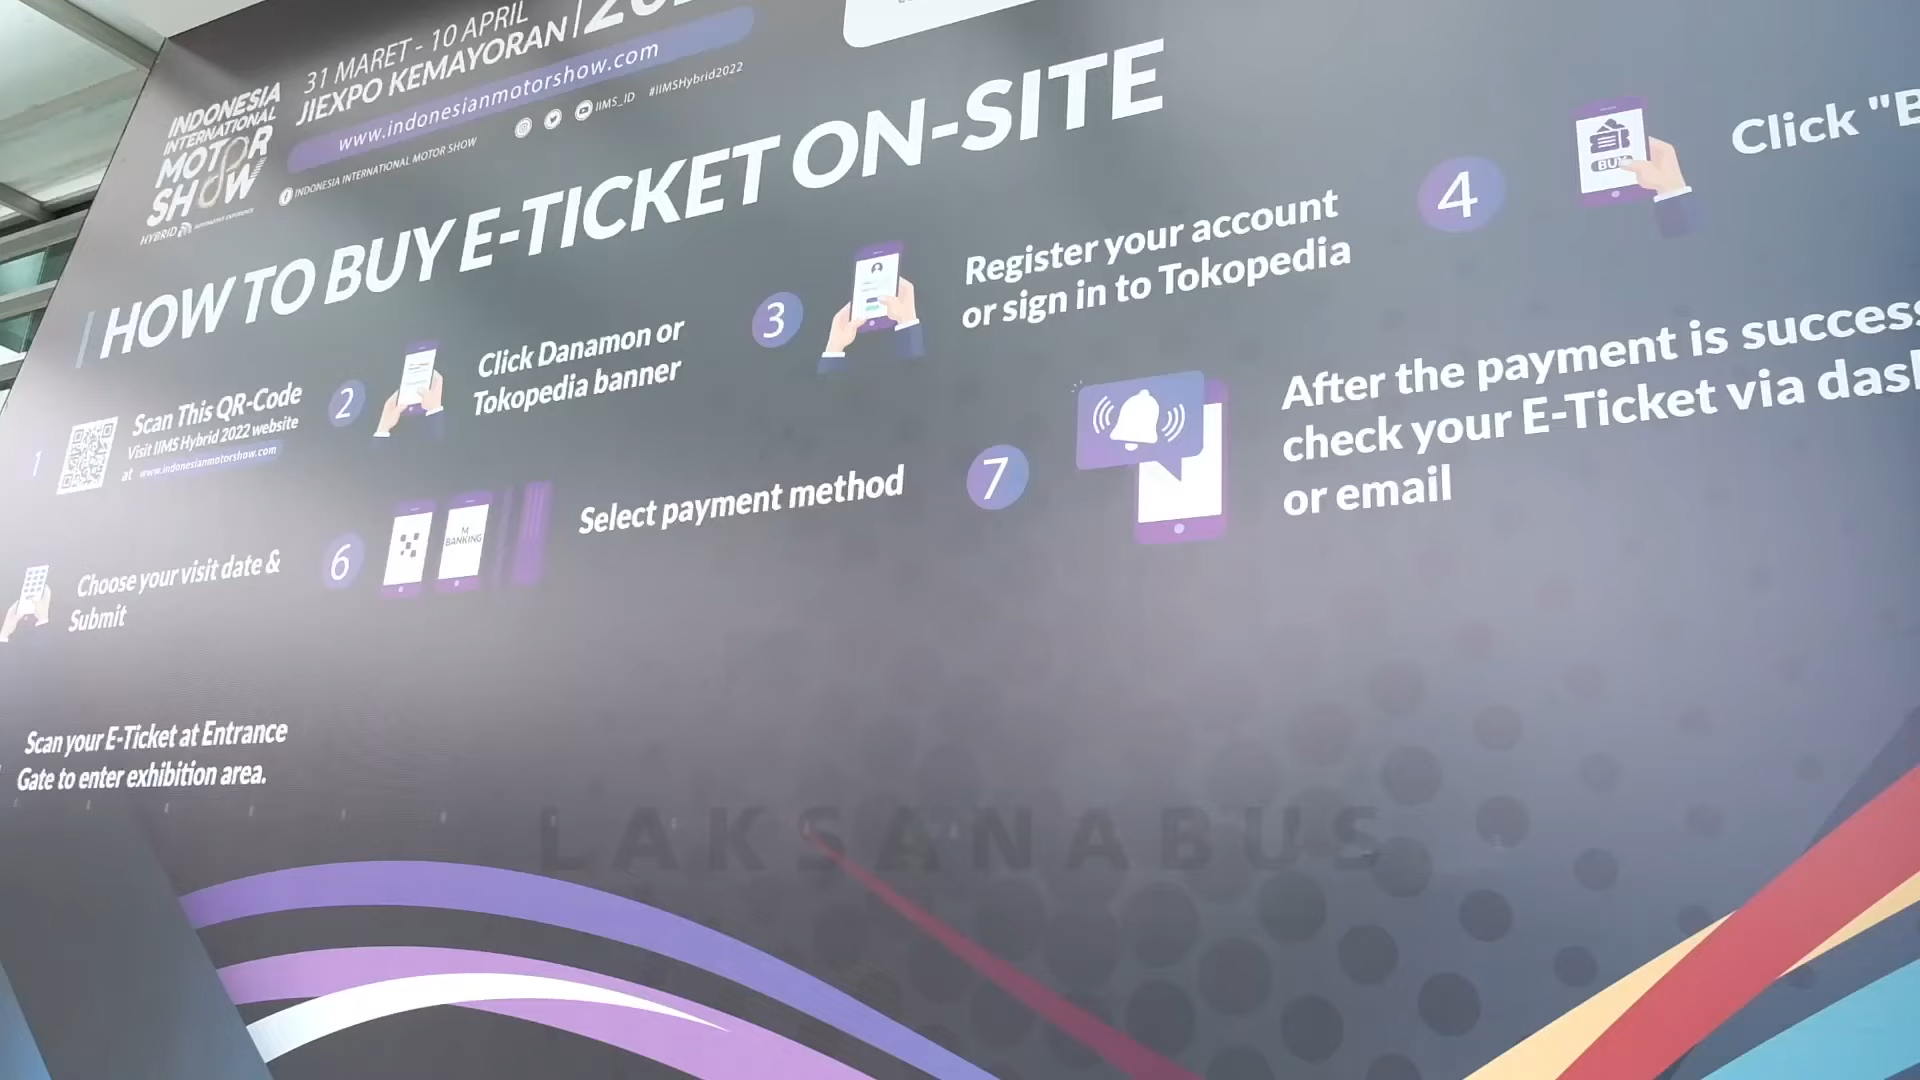 31 MARET - 10 APRIL
JIEXPO KEMAYORAN
www.indonesianmotorshow.com
INDONESIA INTERNATIONAL MOTOR SHOW
IIMS_ID
#IIMSHybrid2022
INDONESIA
INTERNATIONAL
MOTOR
SHOW
HYBRID
HOW TO BUY E-TICKET ON-SITE
1
Scan This QR-Code
Visit IIMS Hybrid 2022 website
at www.indonesianmotorshow.com
2
Click Danamon or
Tokopedia banner
3
Register your account
or sign in to Tokopedia
4
BUY
Click "B
Choose your visit date &
Submit
6
M
BANKING
Select payment method
7
After the payment is success
check your E-Ticket via dash
or email
Scan your E-Ticket at Entrance
Gate to enter exhibition area.
LAKSANABUS